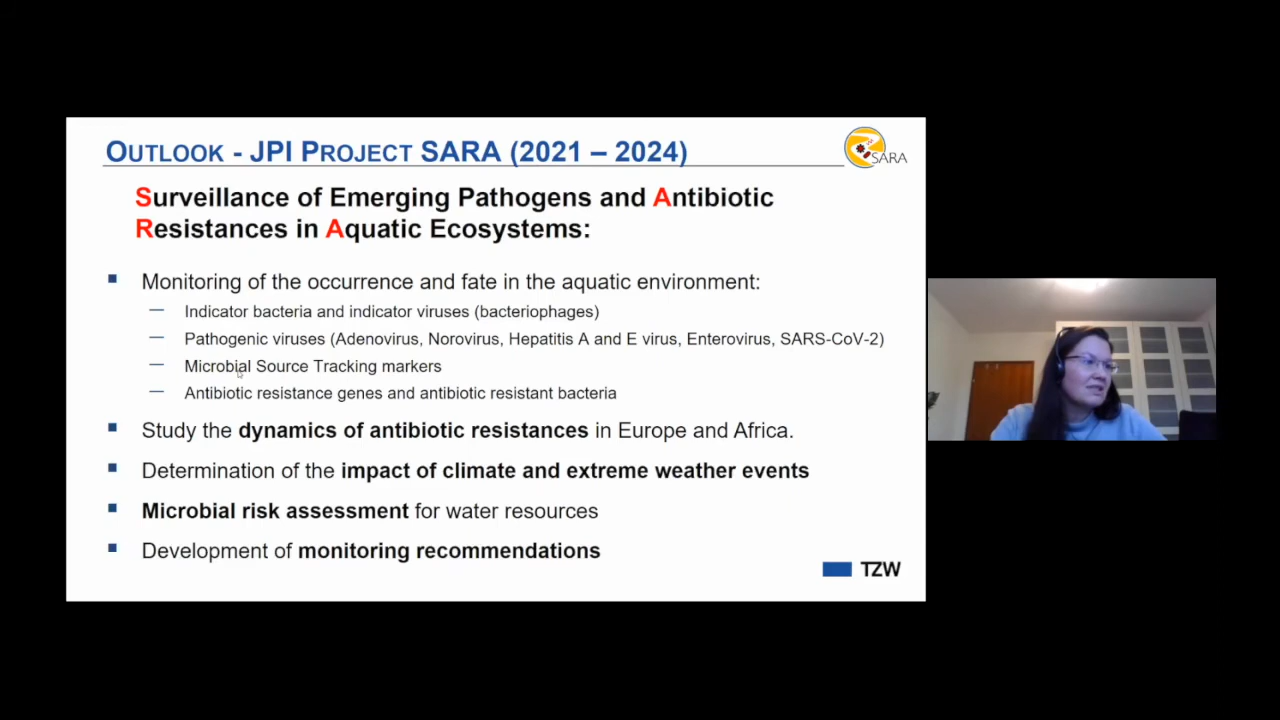 OUTLOOK - JPI PROJECT SARA (2021 – 2024)
SARA
Surveillance of Emerging Pathogens and Antibiotic
Resistances in Aquatic Ecosystems:
Monitoring of the occurrence and fate in the aquatic environment:
Indicator bacteria and indicator viruses (bacteriophages)
Pathogenic viruses (Adenovirus, Norovirus, Hepatitis A and E virus, Enterovirus, SARS-CoV-2)
Microbial Source Tracking markers
Antibiotic resistance genes and antibiotic resistant bacteria
Study the dynamics of antibiotic resistances in Europe and Africa.
Determination of the impact of climate and extreme weather events
Microbial risk assessment for water resources
Development of monitoring recommendations
TZW